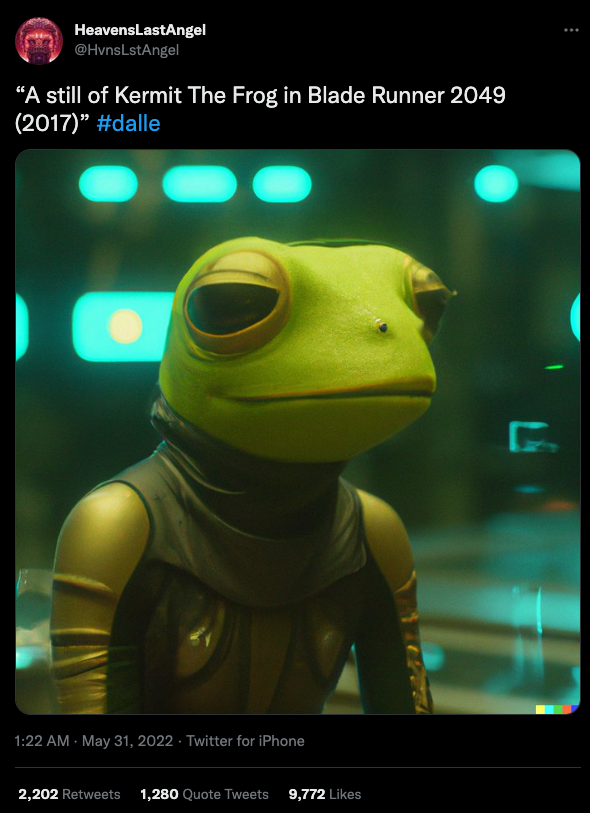 HeavensLastAngel
@HvnsLstAngel
“A still of Kermit The Frog in Blade Runner 2049
(2017)” #dalle
1:22 AM · May 31, 2022 · Twitter for iPhone
2,202 Retweets 1,280 Quote Tweets 9,772 Likes